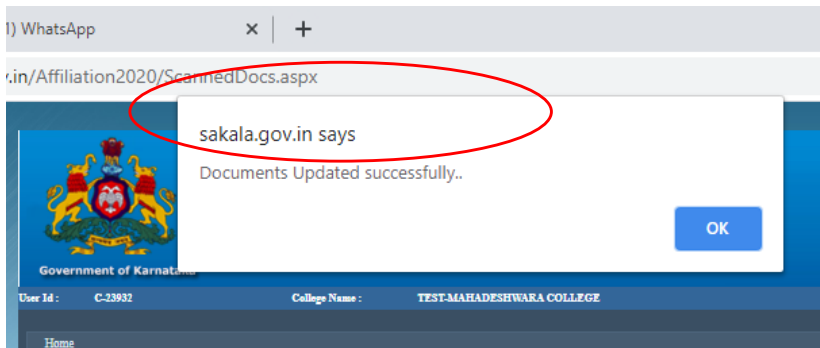 1) WhatsApp
.in/Affiliation2020/ScannedDocs.aspx
sakala.gov.in says
Documents Updated successfully..
OK
Government of Karnataka
User Id : C-23932 College Name : TEST-MAHADESHWARA COLLEGE
Home